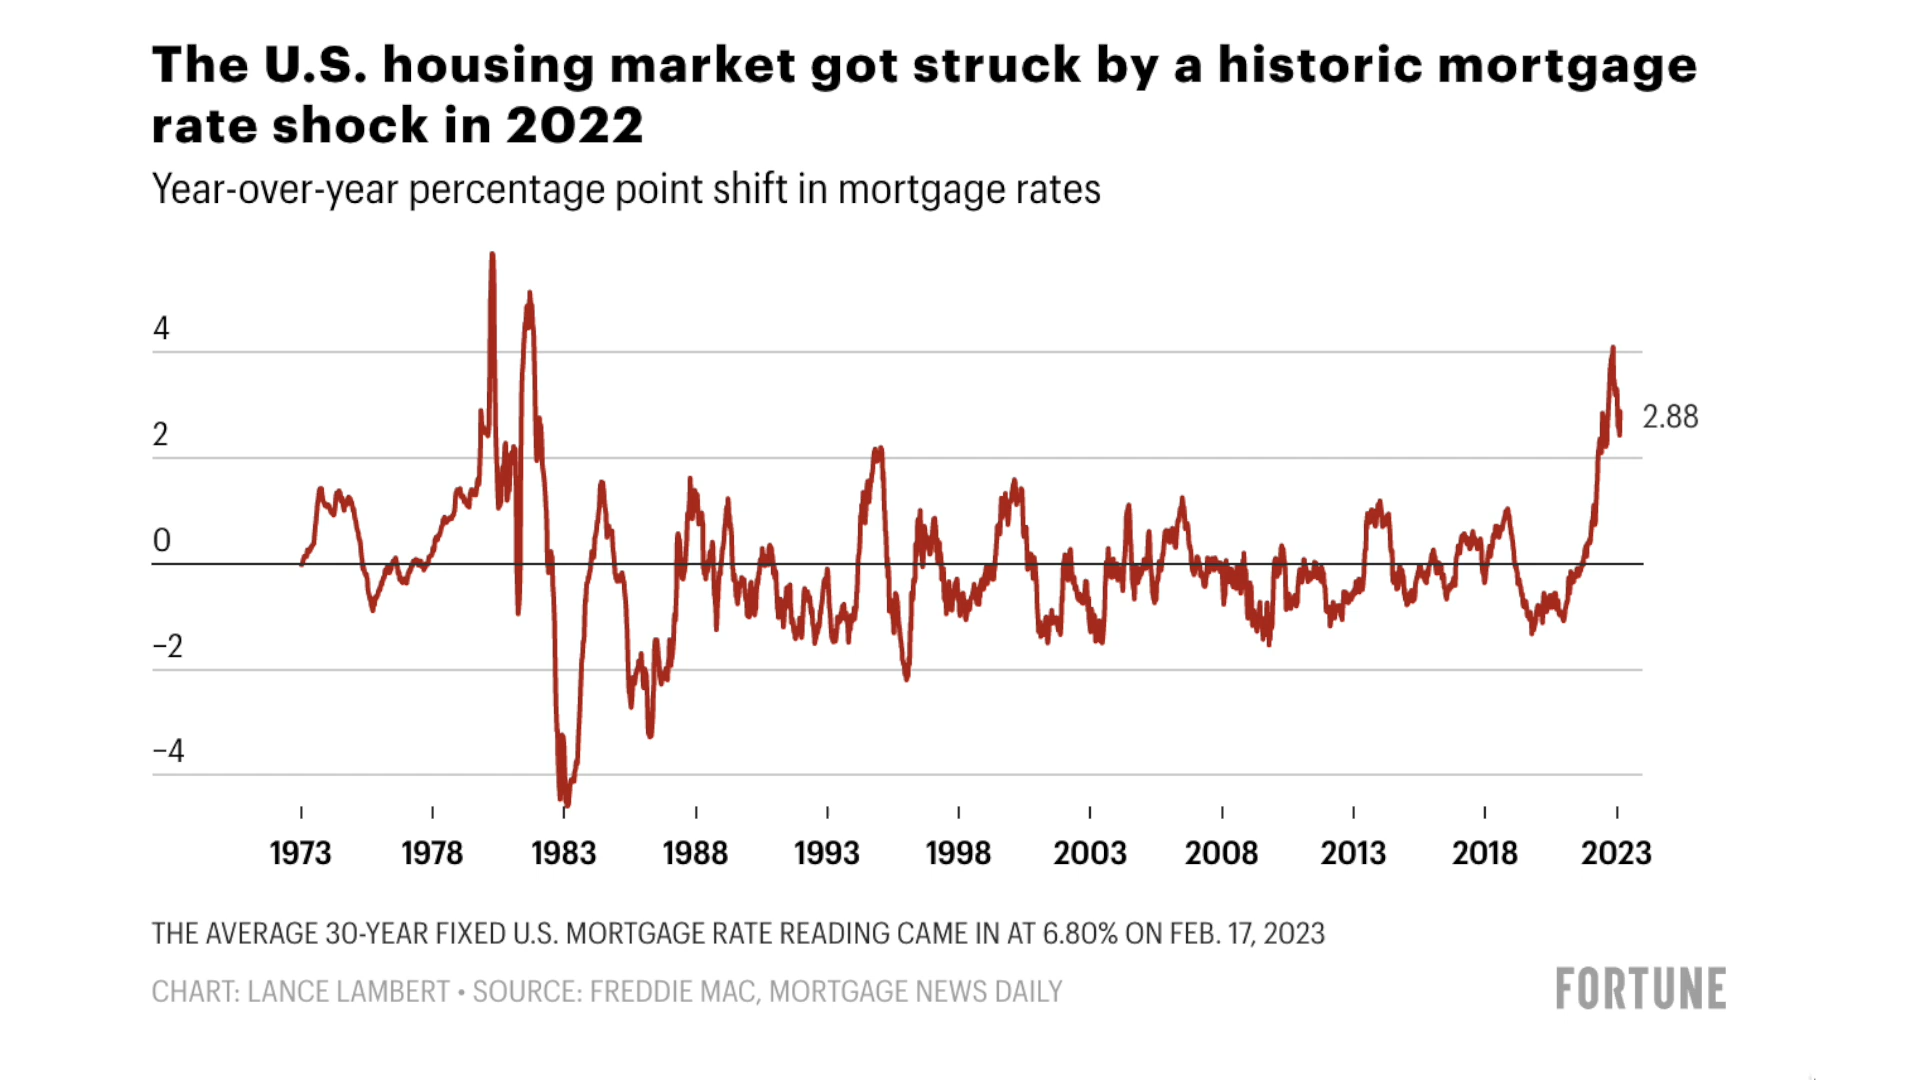 The U.S. housing market got struck by a historic mortgage
rate shock in 2022
Year-over-year percentage point shift in mortgage rates
4
2.88
2
0
−2
−4
1973 1978 1983 1988 1993 1998 2003 2008 2013 2018 2023
THE AVERAGE 30-YEAR FIXED U.S. MORTGAGE RATE READING CAME IN AT 6.80% ON FEB. 17, 2023
CHART: LANCE LAMBERT • SOURCE: FREDDIE MAC, MORTGAGE NEWS DAILY
FORTUNE